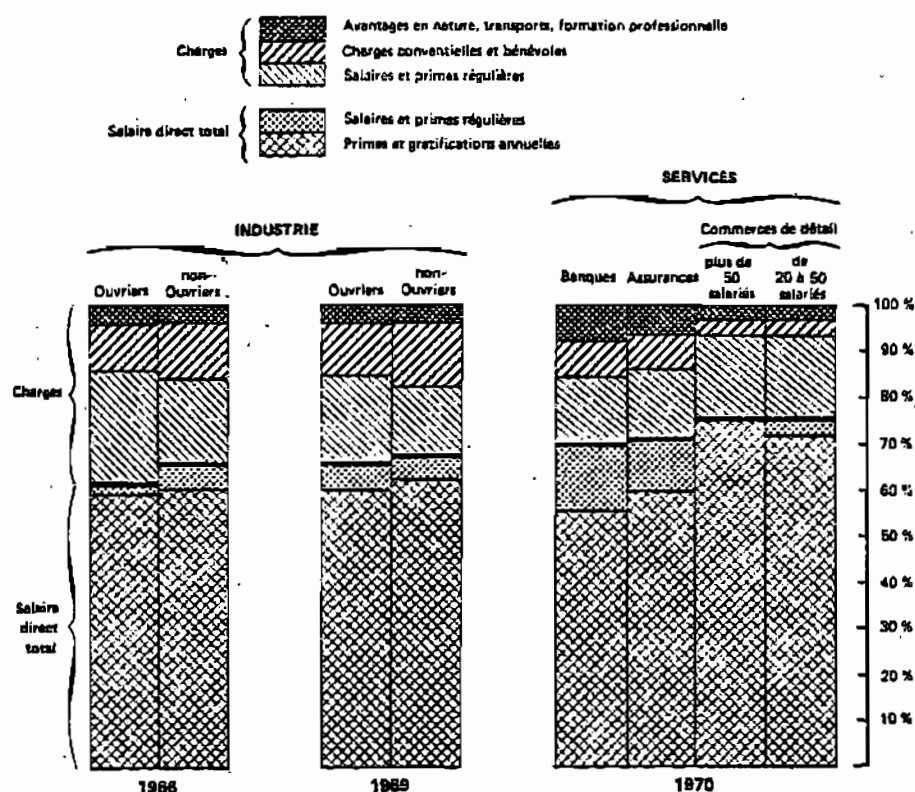 Avantages en nature, transports, formation professionnelle
Charges
Charges conventielles et bénévoles
Salaires et primes régulières
Salaire direct total
Salaires et primes régulières
Primes et gratifications annuelles
SERVICES
INDUSTRIE
Commerces de détail
Ouvriers
non-Ouvriers
Ouvriers
non-Ouvriers
Banques
Assurances
plus de 50 salariés
de 20 à 50 salariés
100 %
90 %
80 %
70 %
60 %
50 %
40 %
30 %
20 %
10 %
Charges
Salaire
direct
total
1966
1969
1970